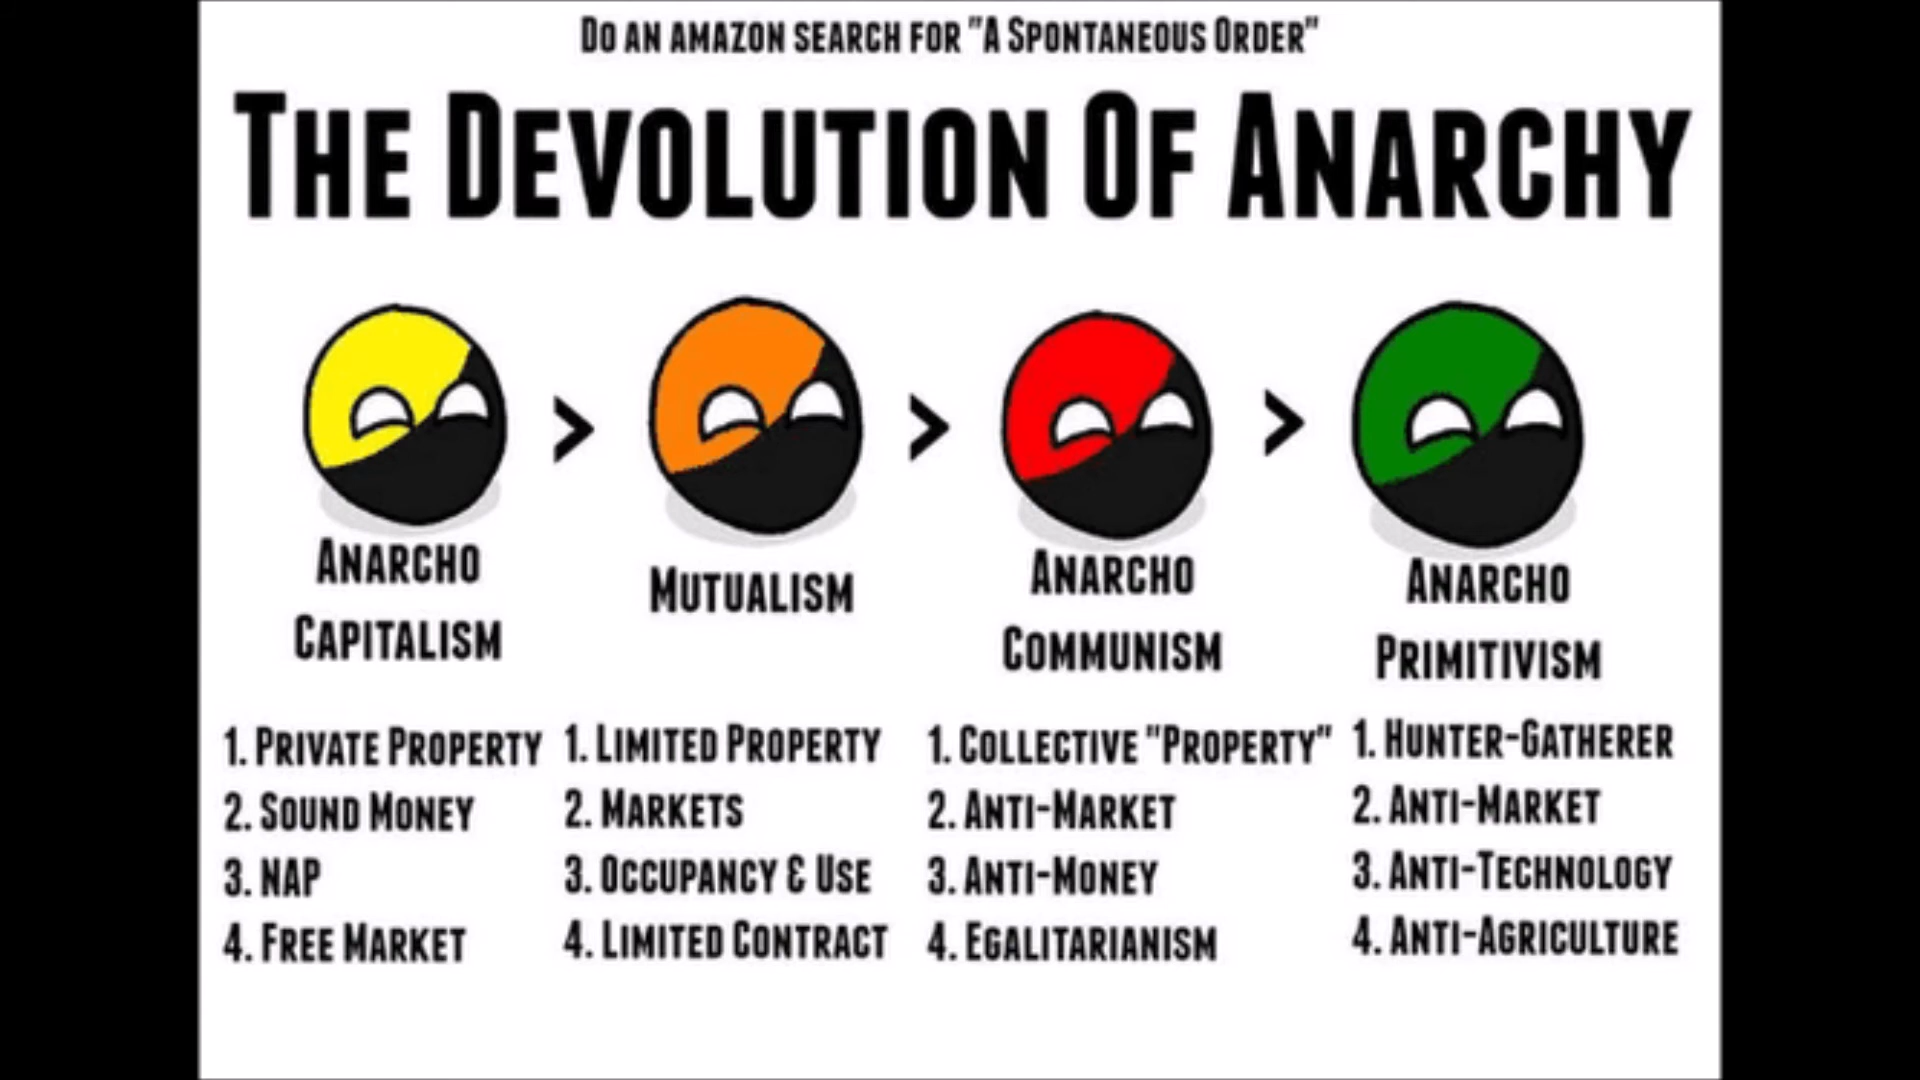 Do an amazon search for "A Spontaneous Order"
The Devolution Of Anarchy
>
>
>
Anarcho
Capitalism
Mutualism
Anarcho
Communism
Anarcho
Primitivism
1. Private Property
2. Sound Money
3. NAP
4. Free Market
1. Limited Property
2. Markets
3. Occupancy & Use
4. Limited Contract
1. Collective "Property"
2. Anti-Market
3. Anti-Money
4. Egalitarianism
1. Hunter-Gatherer
2. Anti-Market
3. Anti-Technology
4. Anti-Agriculture